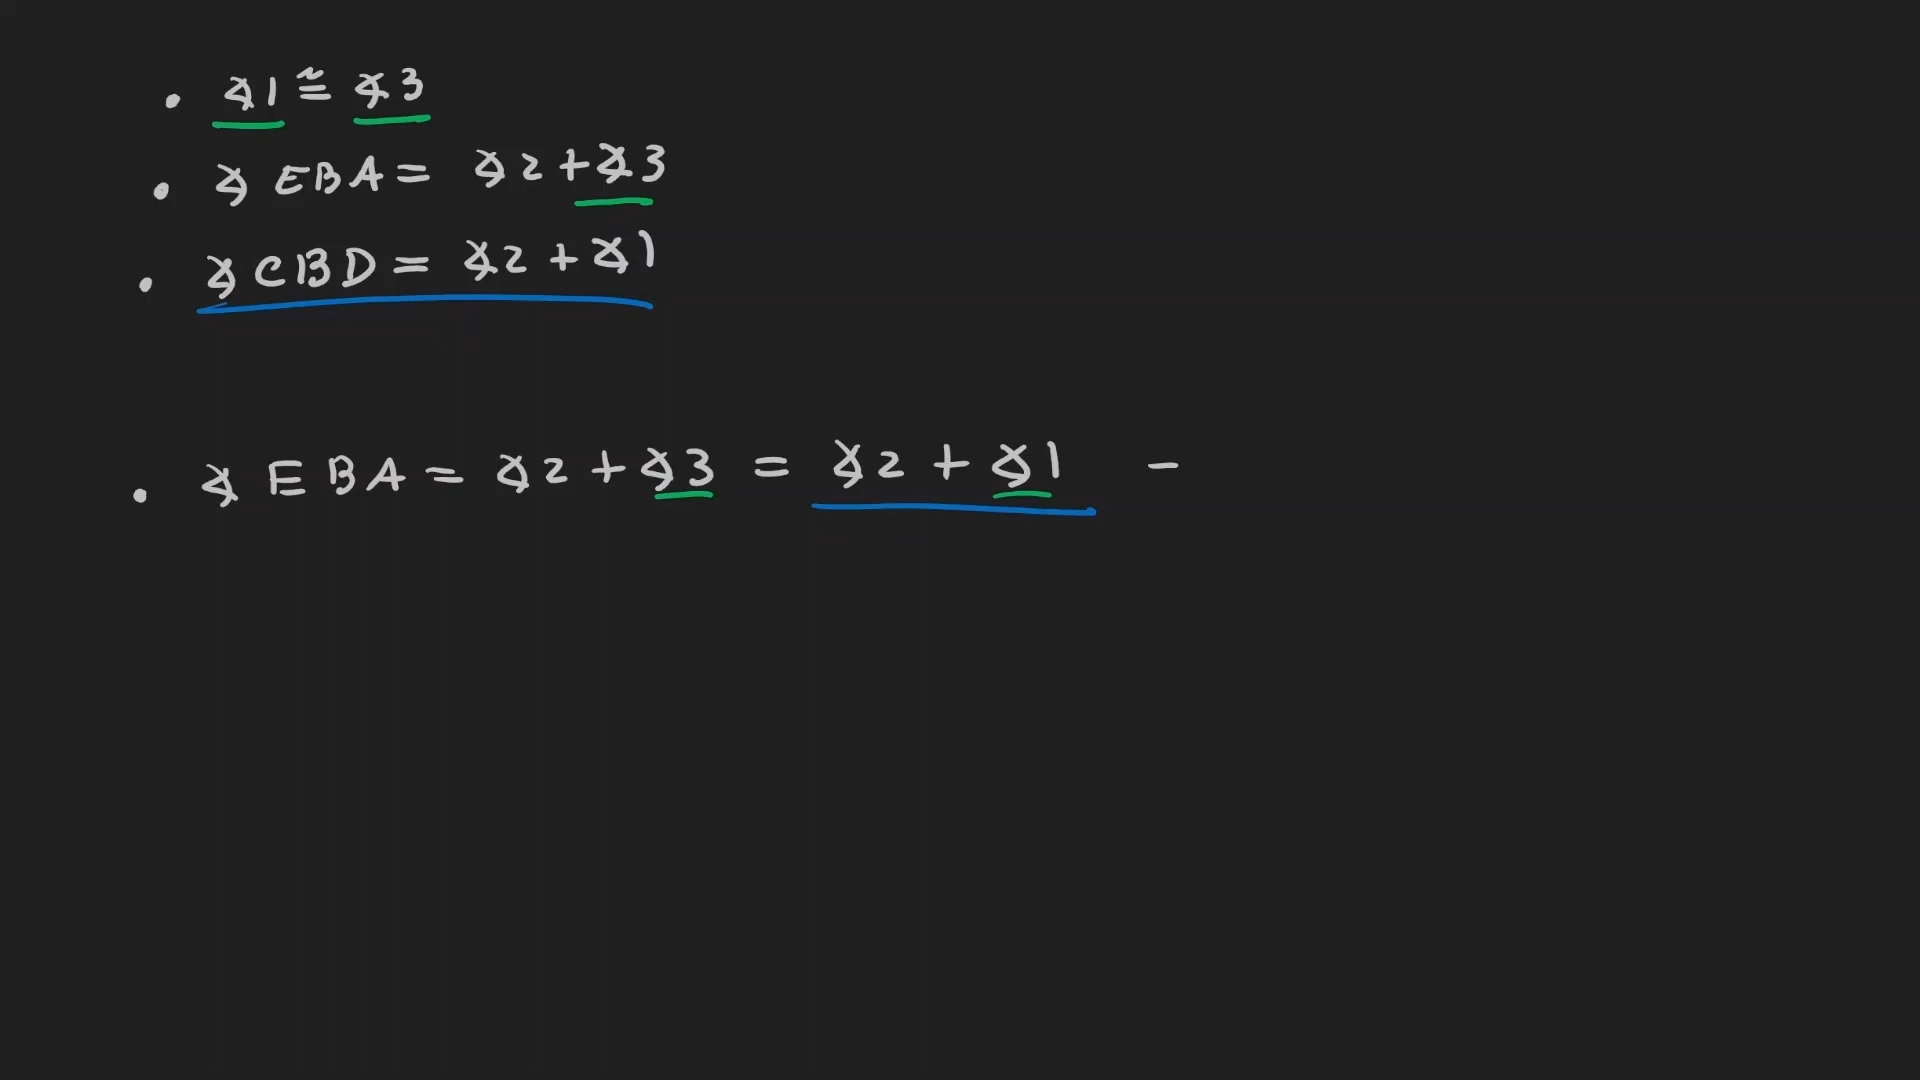 • ∡1 ≅ ∡3
• ∡EBA = ∡2 + ∡3
• ∡CBD = ∡2 + ∡1
• ∡EBA = ∡2 + ∡3 = ∡2 + ∡1 –